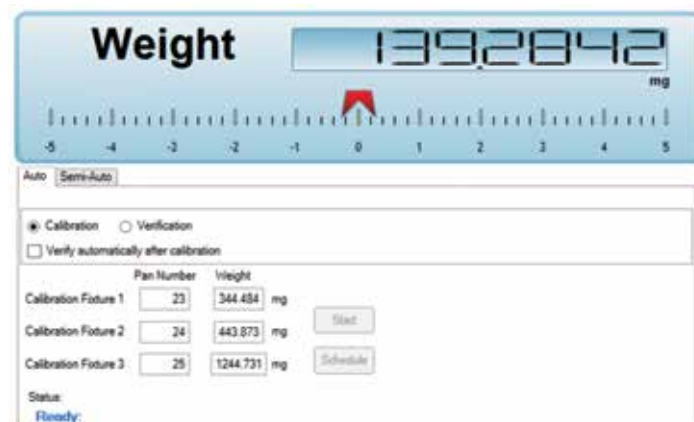 Weight 139.2842
mg
-5 -4 -3 -2 -1 0 1 2 3 4 5
Auto Semi-Auto
Calibration Verification
Verify automatically after calibration
Pan Number Weight
Calibration Fixture 1 23 344.484 mg
Start
Calibration Fixture 2 24 443.873 mg
Calibration Fixture 3 25 1244.731 mg Schedule
Status:
Ready: